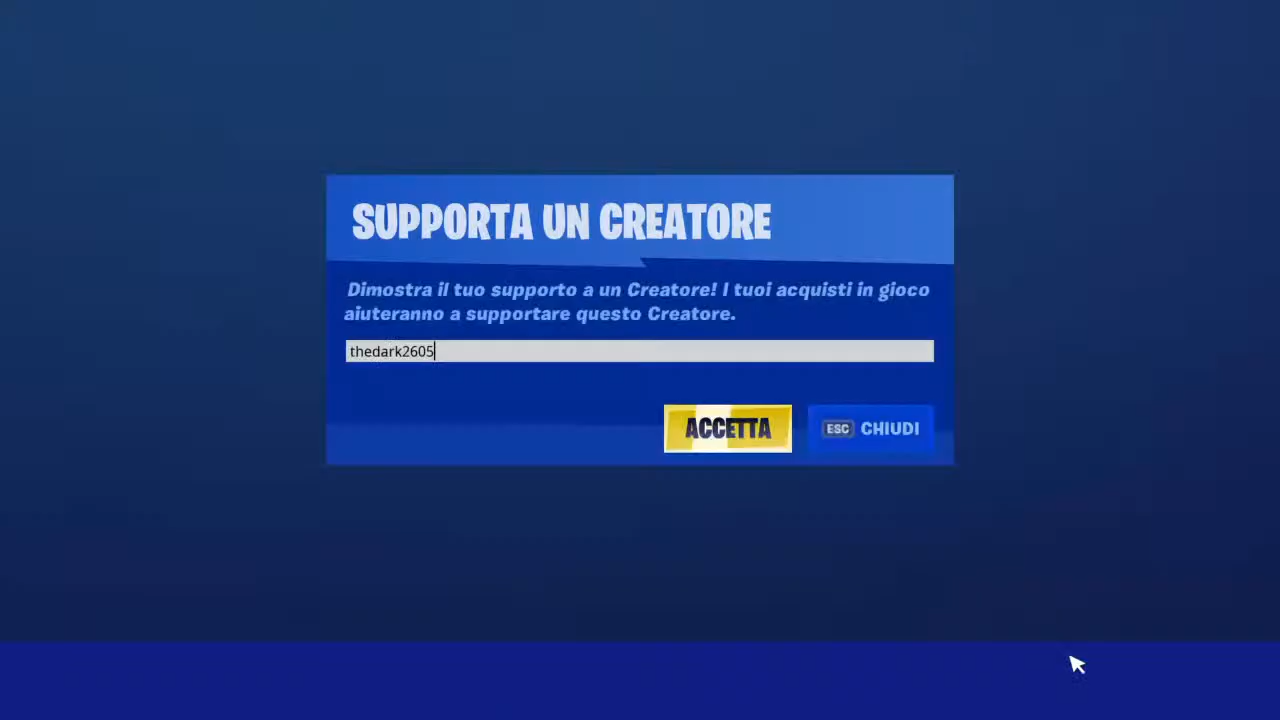 SUPPORTA UN CREATORE
Dimostra il tuo supporto a un Creatore! I tuoi acquisti in gioco
aiuteranno a supportare questo Creatore.
thedark2605
ACCETTA
ESC CHIUDI